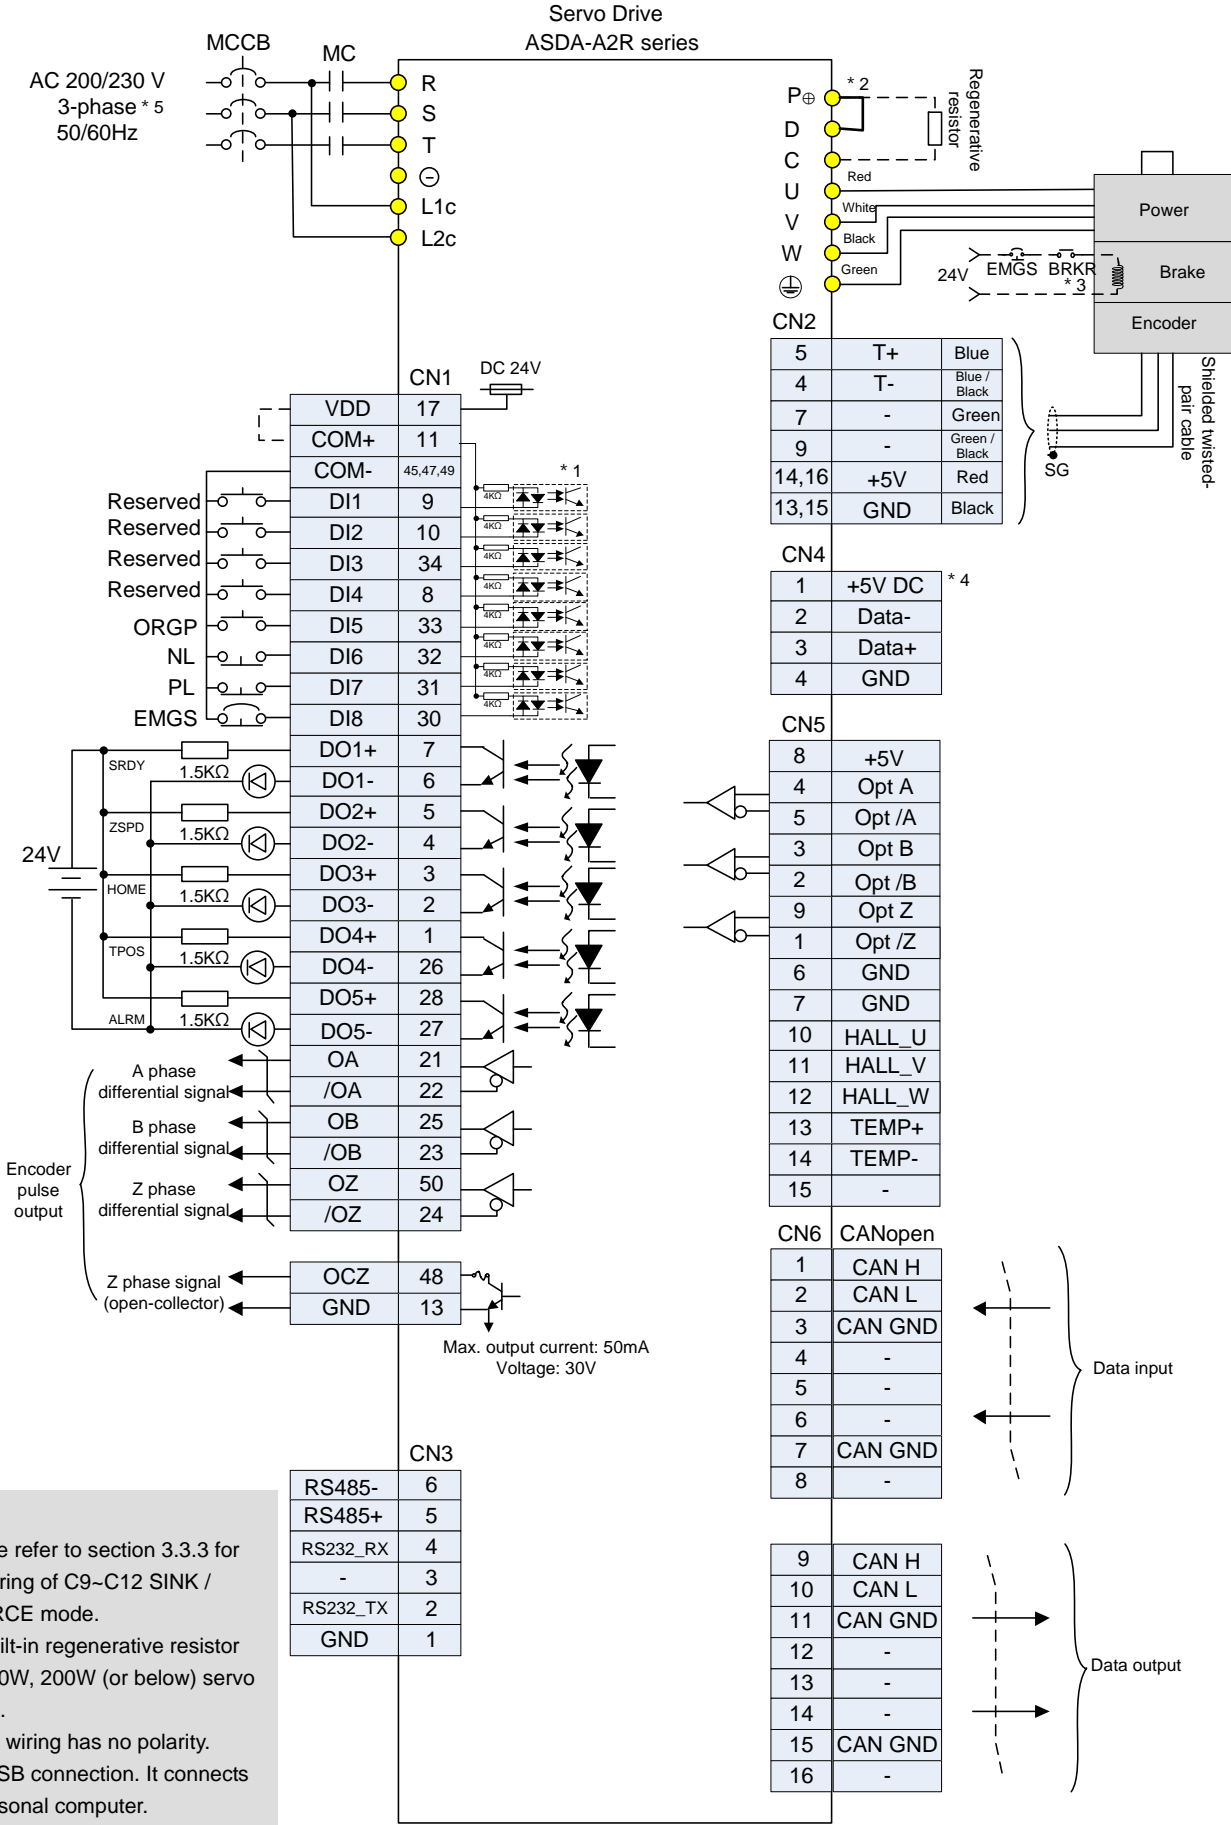 Servo Drive
ASDA-A2R series
MCCB
MC
AC 200/230 V
3-phase * 5
50/60Hz
R
S
T
L1c
L2c
P
D
C
U
V
W
* 2
Regenerative
resistor
Red
White
Black
Green
Power
Brake
Encoder
24V
EMGS
BRKR
* 3
CN2
5 T+ Blue
4 T- Blue /
Black
7 - Green
9 - Green /
Black
14,16 +5V Red
13,15 GND Black
SG
Shielded twisted-
pair cable
CN1
DC 24V
VDD 17
COM+ 11
COM- 45,47,49
* 1
Reserved DI1 9 4KΩ
Reserved DI2 10 4KΩ
Reserved DI3 34 4KΩ
Reserved DI4 8 4KΩ
ORGP DI5 33 4KΩ
NL DI6 32 4KΩ
PL DI7 31 4KΩ
EMGS DI8 30 4KΩ
24V
SRDY 1.5KΩ
DO1+ 7
DO1- 6
ZSPD 1.5KΩ
DO2+ 5
DO2- 4
HOME 1.5KΩ
DO3+ 3
DO3- 2
TPOS 1.5KΩ
DO4+ 1
DO4- 26
ALRM 1.5KΩ
DO5+ 28
DO5- 27
Encoder
pulse
output
A phase
differential signal
OA 21
/OA 22
B phase
differential signal
OB 25
/OB 23
Z phase
differential signal
OZ 50
/OZ 24
Z phase signal
(open-collector)
OCZ 48
GND 13
Max. output current: 50mA
Voltage: 30V
CN3
RS485- 6
RS485+ 5
RS232_RX 4
- 3
RS232_TX 2
GND 1
CN4
1 +5V DC * 4
2 Data-
3 Data+
4 GND
CN5
8 +5V
4 Opt A
5 Opt /A
3 Opt B
2 Opt /B
9 Opt Z
1 Opt /Z
6 GND
7 GND
10 HALL_U
11 HALL_V
12 HALL_W
13 TEMP+
14 TEMP-
15 -
CN6 CANopen
1 CAN H
2 CAN L
3 CAN GND
4 -
5 -
6 -
7 CAN GND
8 -
Data input
9 CAN H
10 CAN L
11 CAN GND
12 -
13 -
14 -
15 CAN GND
16 -
Data output
e refer to section 3.3.3 for
ring of C9~C12 SINK /
RCE mode.
ilt-in regenerative resistor
0W, 200W (or below) servo
.
wiring has no polarity.
SB connection. It connects
rsonal computer.